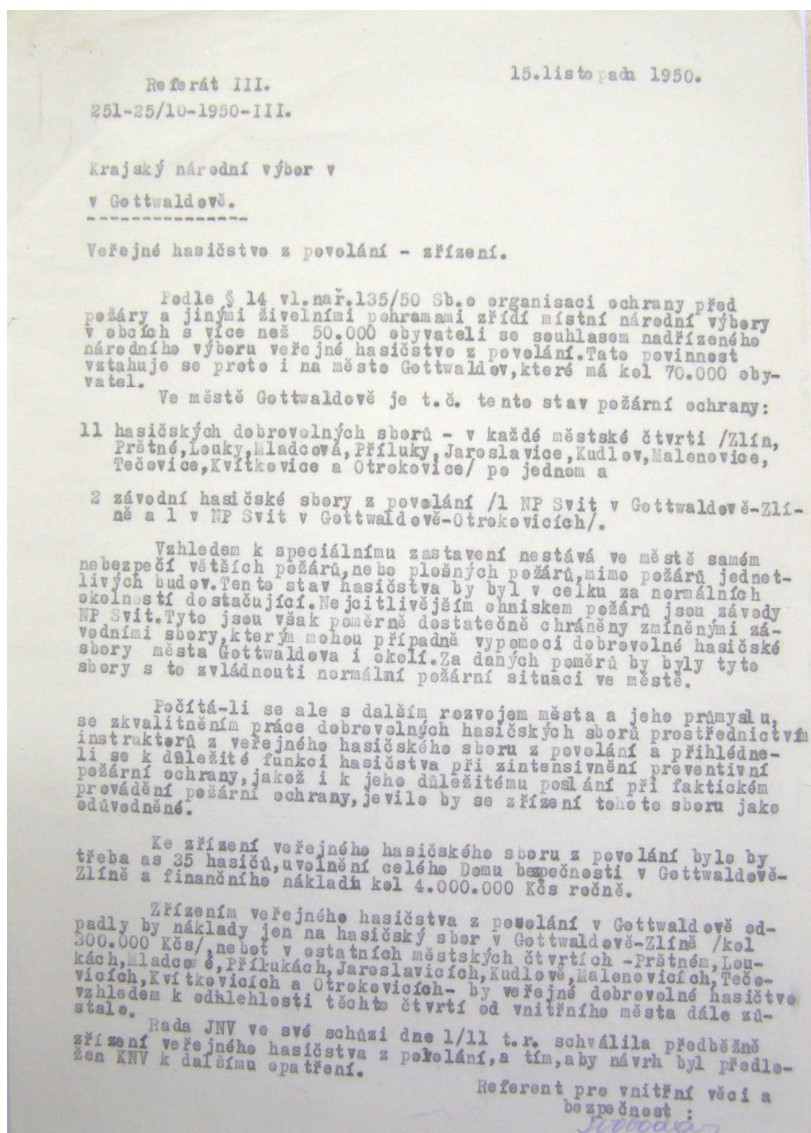 15.listopadu 1950.
Referát III.
251-25/10-1950-III.
Krajský národní výbor v
v Gottwaldově.
---------------
Veřejné hasičstvo z povolání - zřízení.
Podle § 14 vl.nař.135/50 Sb.o organisaci ochrany před
požáry a jinými živelními pohromami zřídí místní národní výbory
v obcích s více než 50.000 obyvateli se souhlasem nadřízeného
národního výboru veřejné hasičstvo z povolání.Tato povinnost
vztahuje se proto i na město Gottwaldov,které má kol 70.000 oby-
vatel.
Ve městě Gottwaldově je t.č. tento stav požární ochrany:
11 hasičských dobrovolných sborů - v každé městské čtvrti /Zlín,
Prštné,Louky,Mladcová,Příluky,Jaroslavice,Kudlov,Malenovice,
Tečovice,Kvítkovice a Otrokovice/ po jednom a
2 závodní hasičské sbory z povolání /1 NP Svit v Gottwaldově-Zlí-
ně a 1 v NP Svit v Gottwaldově-Otrokovicích/.
Vzhledem k speciálnímu zastavení nestává ve městě samém
nebezpečí větších požárů,nebo plošných požárů,mimo požárů jednot-
livých budov.Tento stav hasičstva by byl v celku za normálních
okolností dostačující.Nejcitlivějším ohniskem požárů jsou závody
NP Svit.Tyto jsou však poměrně dostatečně chráněny zmíněnými zá-
vodními sbory,kterým mohou případně vypomoci dobrovolné hasičské
sbory města Gottwaldova i okolí.Za daných poměrů by byly tyto
sbory s to zvládnouti normální požární situaci ve městě.
Počítá-li se ale s dalším rozvojem města a jeho průmyslu,
se zkvalitněním práce dobrovolných hasičských sborů prostřednictvím
instruktorů z veřejného hasičského sboru z povolání a přihlédne-
li se k důležité funkci hasičstva při zintensivnění preventivní
požární ochrany,jakož i k jeho důležitému poslání při faktickém
provádění požární ochrany,jevilo by se zřízení tohoto sboru jako
odůvodněné.
Ke zřízení veřejného hasičského sboru z povolání bylo by
třeba as 35 hasičů,uvolnění celého Domu bezpečnosti v Gottwaldově-
Zlíně a finančního nákladu kol 4.000.000 Kčs ročně.
Zřízením veřejného hasičstva z povolání v Gottwaldově od-
padly by náklady jen na hasičský sbor v Gottwaldově-Zlíně /kol
300.000 Kčs/,neboť v ostatních městských čtvrtích -Prštném,Lou-
kách,Mladcové,Přílukách,Jaroslavicích,Kudlově,Malenovicích,Tečo-
vicích,Kvítkovicích a Otrokovicích- by veřejné dobrovolné hasičtvo
vzhledem k odlehlosti těchto čtvrtí od vnitřního města dále zů-
stalo.
Rada JNV ve své schůzi dne 1/11 t.r. schválila předběžně
zřízení veřejného hasičstva z povolání,a tím,aby návrh byl předlo-
žen KNV k dalšímu opatření.
Referent pro vnitřní věci a
bezpečnost :